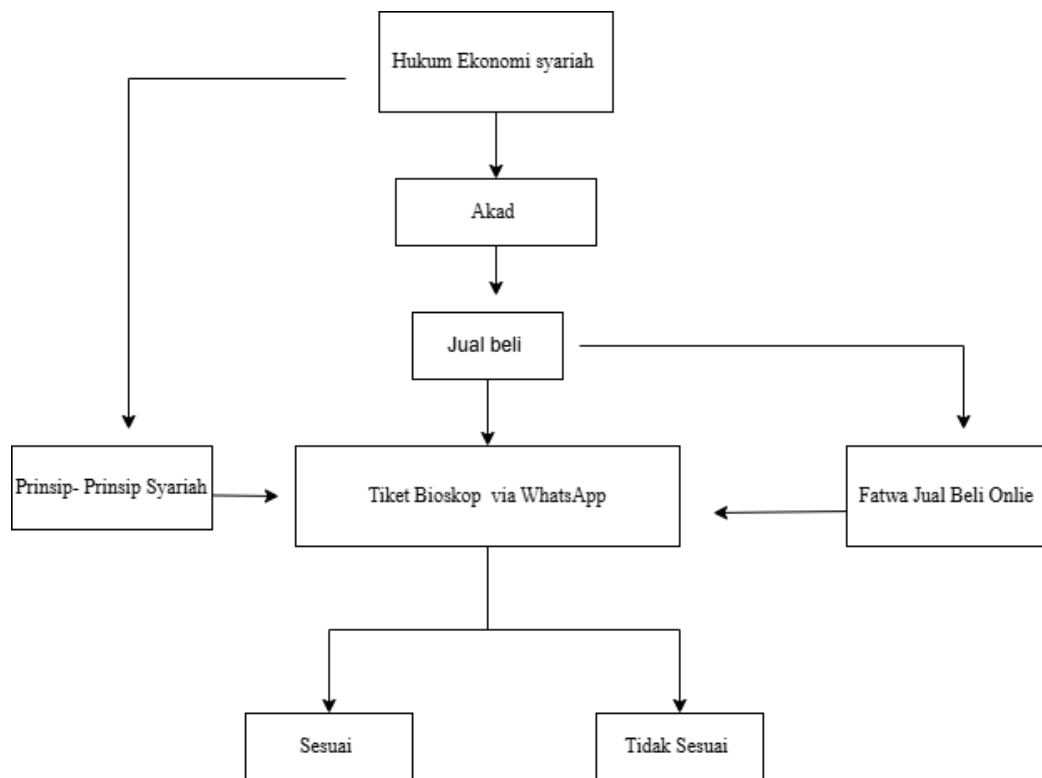 Hukum Ekonomi syariah
Akad
Jual beli
Prinsip- Prinsip Syariah
Tiket Bioskop via WhatsApp
Fatwa Jual Beli Onlie
Sesuai
Tidak Sesuai